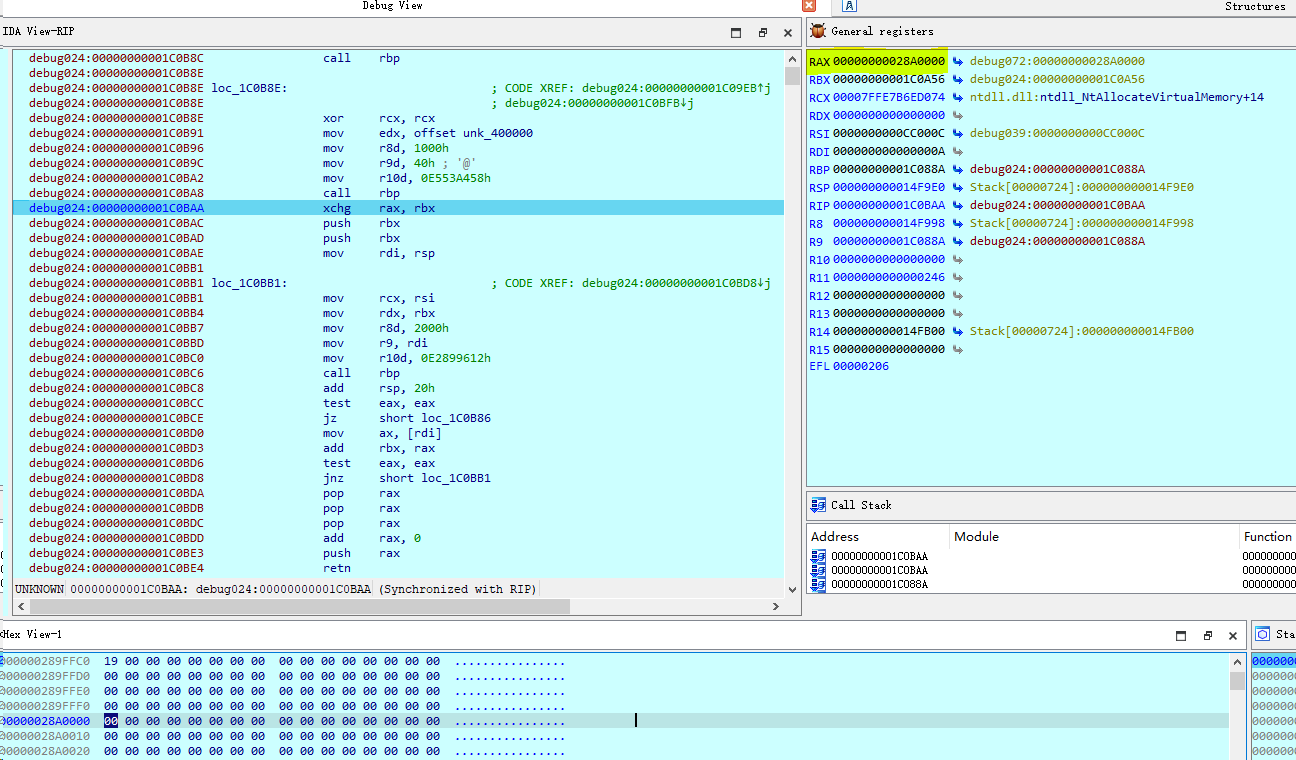 Debug View
Structures
IDA View-RIP
General registers
debug024:00000000001C0B8C call rbp
debug024:00000000001C0B8E
debug024:00000000001C0B8E loc_1C0B8E: ; CODE XREF: debug024:00000000001C09EB↑j
debug024:00000000001C0B8E ; debug024:00000000001C0BFB↓j
debug024:00000000001C0B8E xor rcx, rcx
debug024:00000000001C0B91 mov edx, offset unk_400000
debug024:00000000001C0B96 mov r8d, 1000h
debug024:00000000001C0B9C mov r9d, 40h ; '@'
debug024:00000000001C0BA2 mov r10d, 0E553A458h
debug024:00000000001C0BA8 call rbp
debug024:00000000001C0BAA xchg rax, rbx
debug024:00000000001C0BAC push rbx
debug024:00000000001C0BAD push rbx
debug024:00000000001C0BAE mov rdi, rsp
debug024:00000000001C0BB1
debug024:00000000001C0BB1 loc_1C0BB1: ; CODE XREF: debug024:00000000001C0BD8↓j
debug024:00000000001C0BB1 mov rcx, rsi
debug024:00000000001C0BB4 mov rdx, rbx
debug024:00000000001C0BB7 mov r8d, 2000h
debug024:00000000001C0BBD mov r9, rdi
debug024:00000000001C0BC0 mov r10d, 0E2899612h
debug024:00000000001C0BC6 call rbp
debug024:00000000001C0BC8 add rsp, 20h
debug024:00000000001C0BCC test eax, eax
debug024:00000000001C0BCE jz short loc_1C0B86
debug024:00000000001C0BD0 mov ax, [rdi]
debug024:00000000001C0BD3 add rbx, rax
debug024:00000000001C0BD6 test eax, eax
debug024:00000000001C0BD8 jnz short loc_1C0BB1
debug024:00000000001C0BDA pop rax
debug024:00000000001C0BDB pop rax
debug024:00000000001C0BDC pop rax
debug024:00000000001C0BDD add rax, 0
debug024:00000000001C0BE3 push rax
debug024:00000000001C0BE4 retn
UNKNOWN 00000000001C0BAA: debug024:00000000001C0BAA (Synchronized with RIP)
RAX 00000000028A0000 debug072:00000000028A0000
RBX 00000000001C0A56 debug024:00000000001C0A56
RCX 00007FFE7B6ED074 ntdll.dll:ntdll_NtAllocateVirtualMemory+14
RDX 0000000000000000
RSI 0000000000CC000C debug039:0000000000CC000C
RDI 000000000000000A
RBP 00000000001C088A debug024:00000000001C088A
RSP 000000000014F9E0 Stack[00000724]:000000000014F9E0
RIP 00000000001C0BAA debug024:00000000001C0BAA
R8 000000000014F998 Stack[00000724]:000000000014F998
R9 00000000001C088A debug024:00000000001C088A
R10 0000000000000000
R11 0000000000000246
R12 0000000000000000
R13 0000000000000000
R14 000000000014FB00 Stack[00000724]:000000000014FB00
R15 0000000000000000
EFL 00000206
Call Stack
Address Module Function
00000000001C0BAA 000000000
00000000001C0BAA 000000000
00000000001C088A 000000000
Hex View-1
Sta
000000289FFC0 19 00 00 00 00 00 00 00 00 00 00 00 00 00 00 00 ................
000000289FFD0 00 00 00 00 00 00 00 00 00 00 00 00 00 00 00 00 ................
000000289FFE0 00 00 00 00 00 00 00 00 00 00 00 00 00 00 00 00 ................
000000289FFF0 00 00 00 00 00 00 00 00 00 00 00 00 00 00 00 00 ................
00000028A0000 00 00 00 00 00 00 00 00 00 00 00 00 00 00 00 00 ................
00000028A0010 00 00 00 00 00 00 00 00 00 00 00 00 00 00 00 00 ................
00000028A0020 00 00 00 00 00 00 00 00 00 00 00 00 00 00 00 00 ................